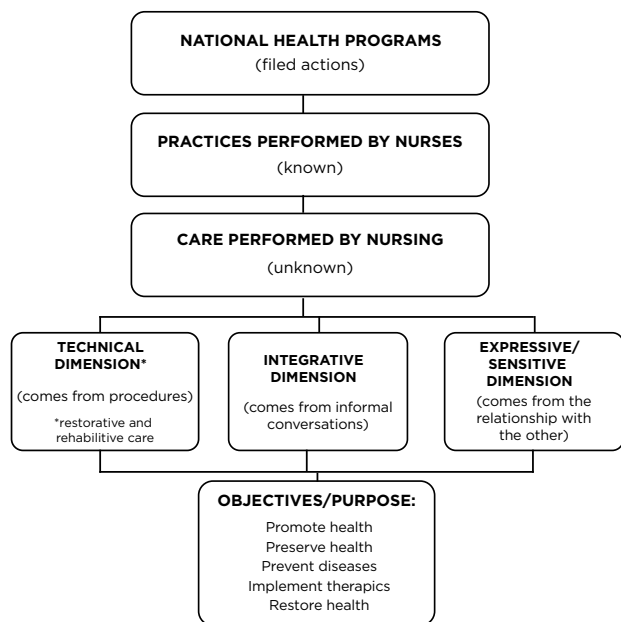 NATIONAL HEALTH PROGRAMS
(filed actions)
PRACTICES PERFORMED BY NURSES
(known)
CARE PERFORMED BY NURSING
(unknown)
TECHNICAL
DIMENSION*
(comes from procedures)
*restorative and
rehabilitive care
INTEGRATIVE
DIMENSION
(comes from informal
conversations)
EXPRESSIVE/
SENSITIVE
DIMENSION
(comes from the
relationship with
the other)
OBJECTIVES/PURPOSE:
Promote health
Preserve health
Prevent diseases
Implement therapics
Restore health